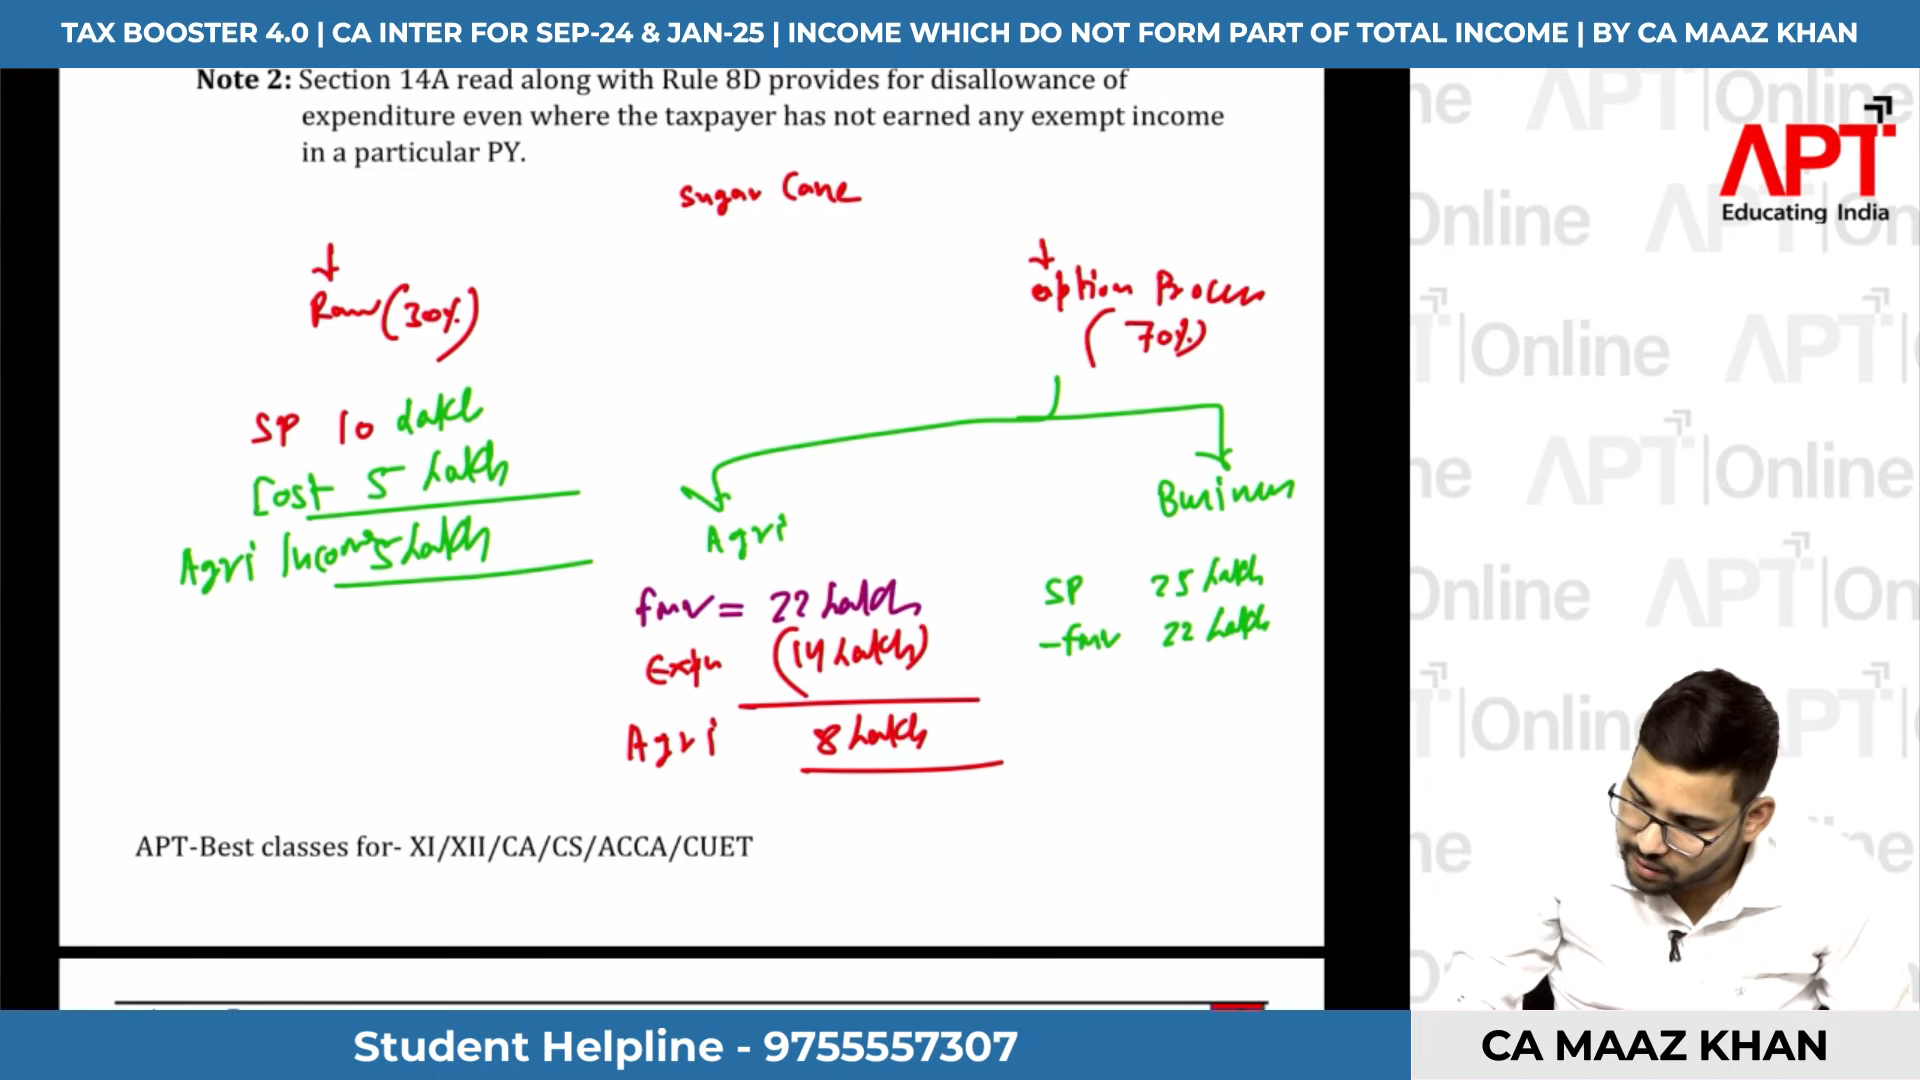 TAX BOOSTER 4.0 | CA INTER FOR SEP-24 & JAN-25 | INCOME WHICH DO NOT FORM PART OF TOTAL INCOME | BY CA MAAZ KHAN
Note 2: Section 14A read along with Rule 8D provides for disallowance of
expenditure even where the taxpayer has not earned any exempt income
in a particular PY.
APT
Educating India
Sugar Cane
Raw (30%)
option Process
(70%)
SP 10 Lakh
Cost 5 Lakh
Agri Income 5 Lakh
Agri
Business
fmv = 22 Lakh
Exp (14 Lakh)
Agri 8 Lakh
SP 25 Lakh
- fmv 22 Lakh
APT-Best classes for- XI/XII/CA/CS/ACCA/CUET
Student Helpline - 9755557307
CA MAAZ KHAN